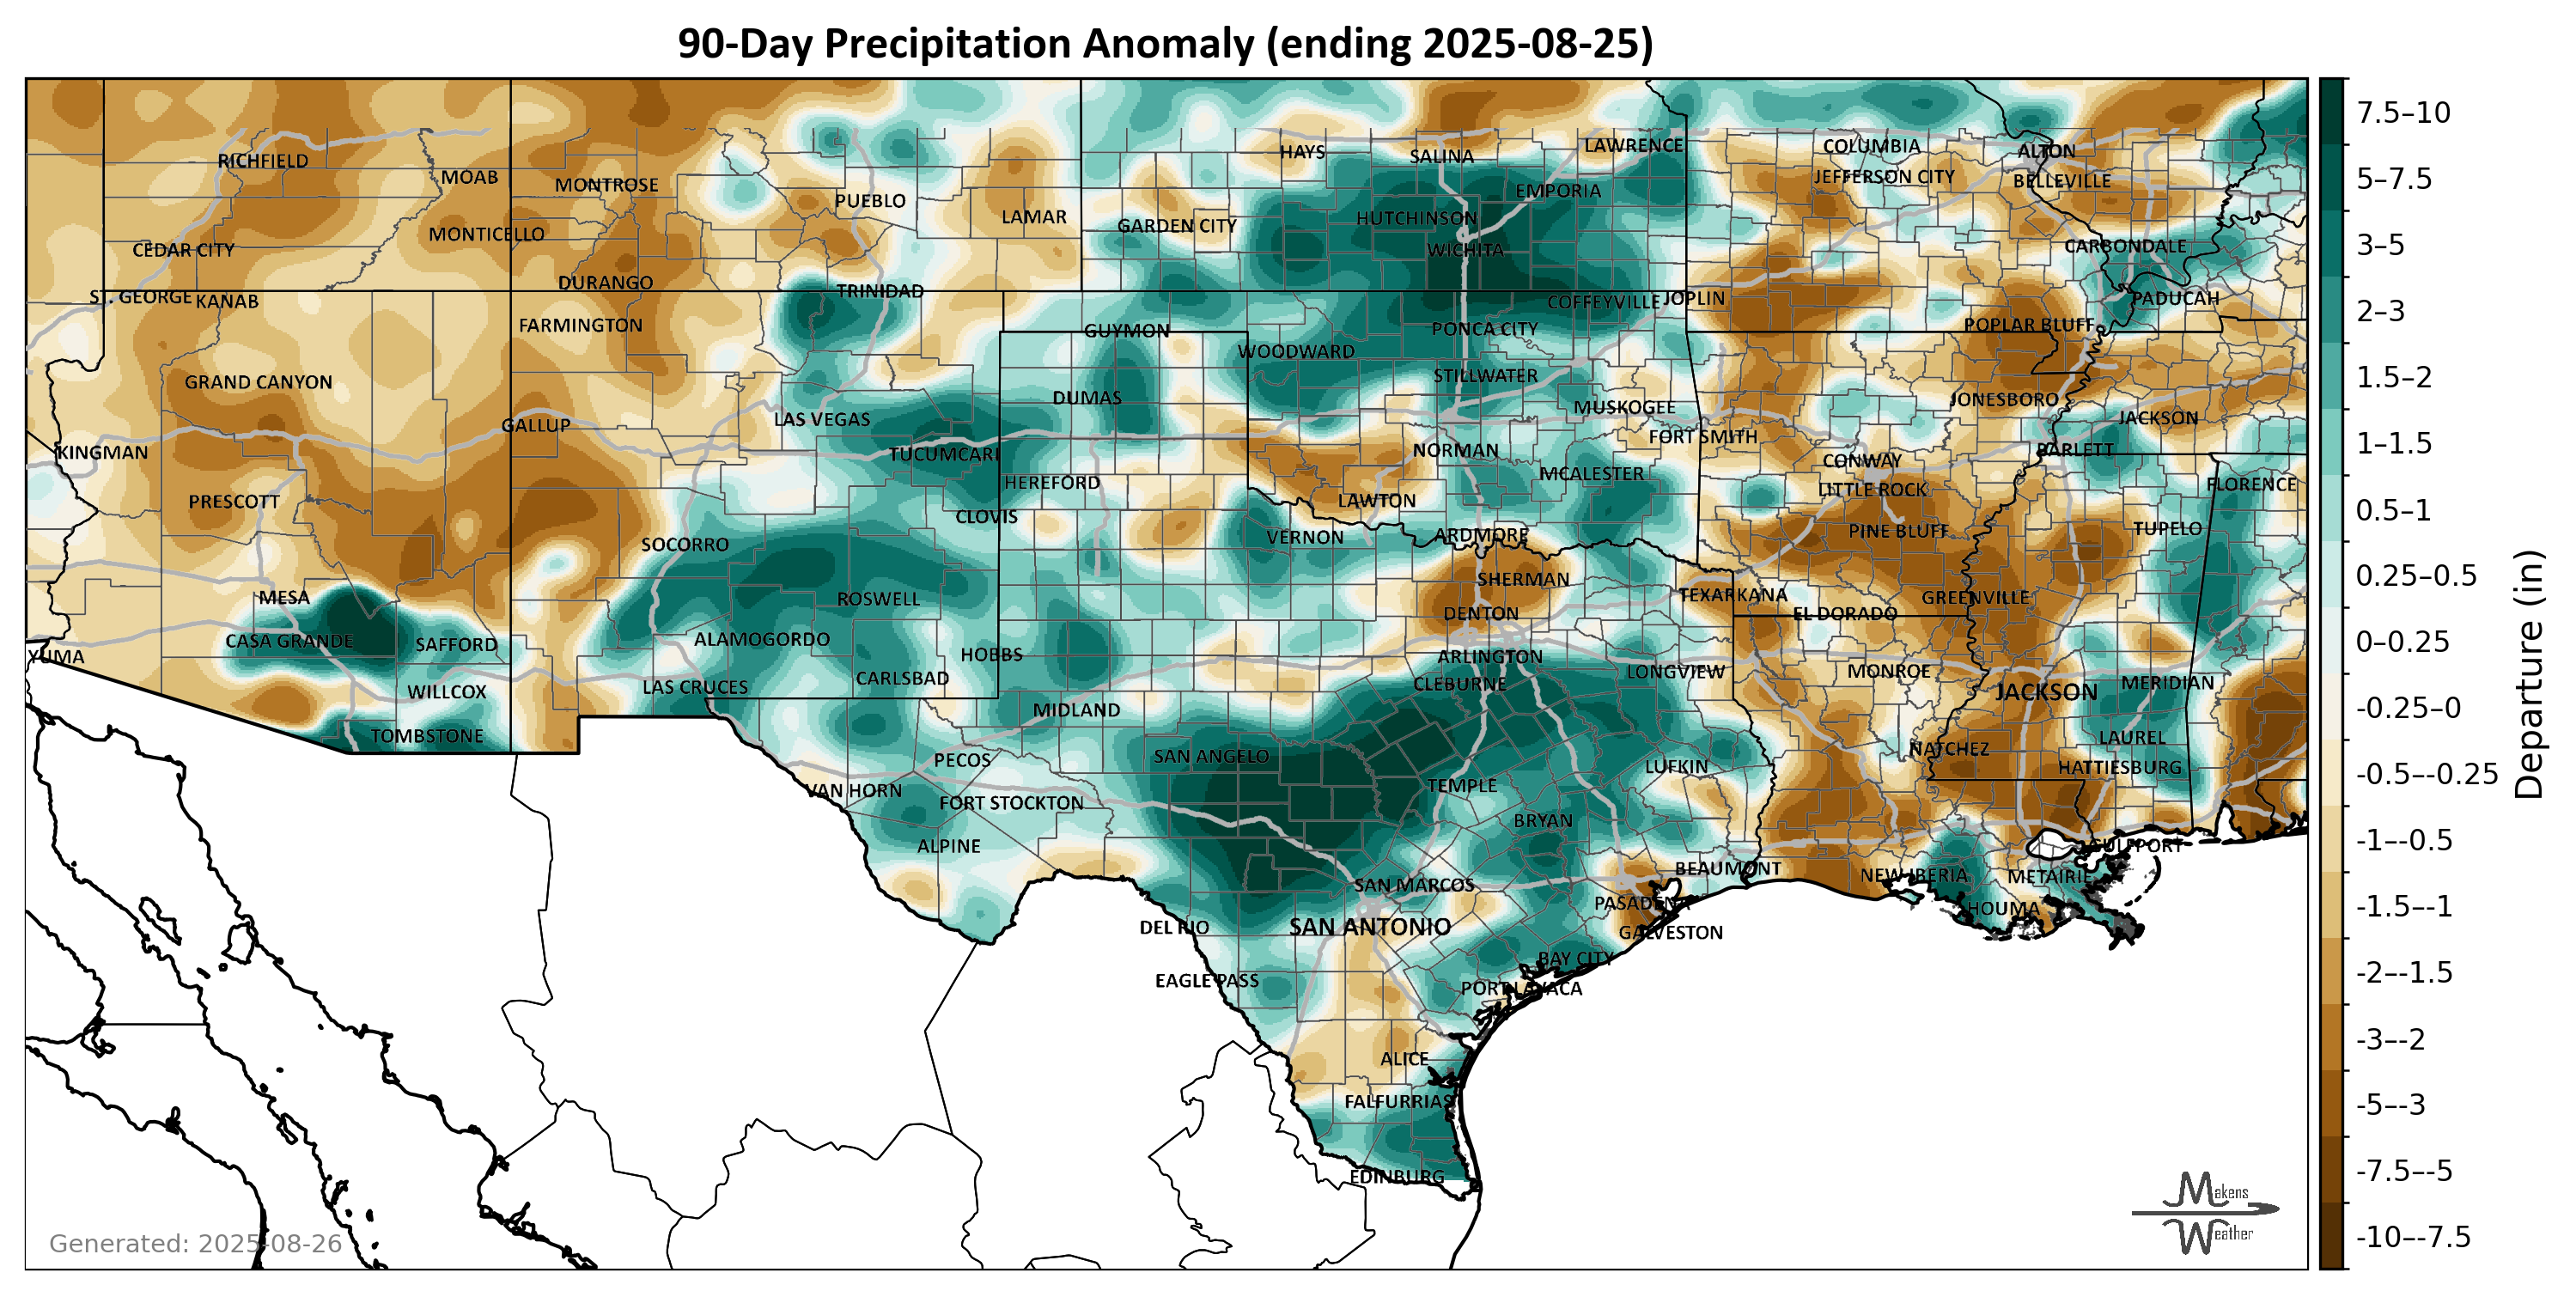 90-Day Precipitation Anomaly (ending 2025-08-25)
RICHFIELD
MOAB
MONTROSE
PUEBLO
LAMAR
HAYS
SALINA
LAWRENCE
COLUMBIA
ALTON
JEFFERSON CITY
BELLEVILLE
EMPORIA
HUTCHINSON
GARDEN CITY
WICHITA
MONTICELLO
CEDAR CITY
CARBONDALE
DURANGO
TRINIDAD
ST. GEORGE
KANAB
COFFEYVILLE
JOPLIN
PADUCAH
FARMINGTON
GUYMON
PONCA CITY
POPLAR BLUFF
WOODWARD
STILLWATER
GRAND CANYON
DUMAS
MUSKOGEE
JONESBORO
JACKSON
GALLUP
LAS VEGAS
FORT SMITH
KINGMAN
TUCUMCARI
NORMAN
BARLETT
CONWAY
MCALESTER
HEREFORD
FLORENCE
LITTLE ROCK
PRESCOTT
LAWTON
CLOVIS
PINE BLUFF
TUPELO
SOCORRO
VERNON
ARDMORE
SHERMAN
MESA
ROSWELL
DENTON
TEXARKANA
EL DORADO
GREENVILLE
CASA GRANDE
SAFFORD
ALAMOGORDO
YUMA
HOBBS
ARLINGTON
LONGVIEW
MONROE
CARLSBAD
LAS CRUCES
CLEBURNE
MERIDIAN
WILLCOX
JACKSON
MIDLAND
TOMBSTONE
LAUREL
NATCHEZ
PECOS
SAN ANGELO
LUFKIN
HATTIESBURG
VAN HORN
FORT STOCKTON
TEMPLE
BRYAN
ALPINE
GULFPORT
BEAUMONT
NEW IBERIA
METAIRIE
SAN MARCOS
PASADENA
HOUMA
DEL RIO
SAN ANTONIO
GALVESTON
BAY CITY
EAGLE PASS
PORT LAVACA
ALICE
FALFURRIAS
EDINBURG
7.5–10
5–7.5
3–5
2–3
1.5–2
1–1.5
0.5–1
0.25–0.5
0–0.25
-0.25–0
-0.5–-0.25
-1–-0.5
-1.5–-1
-2–-1.5
-3–-2
-5–-3
-7.5–-5
-10–-7.5
Departure (in)
Generated: 2025-08-26
Makens
Weather